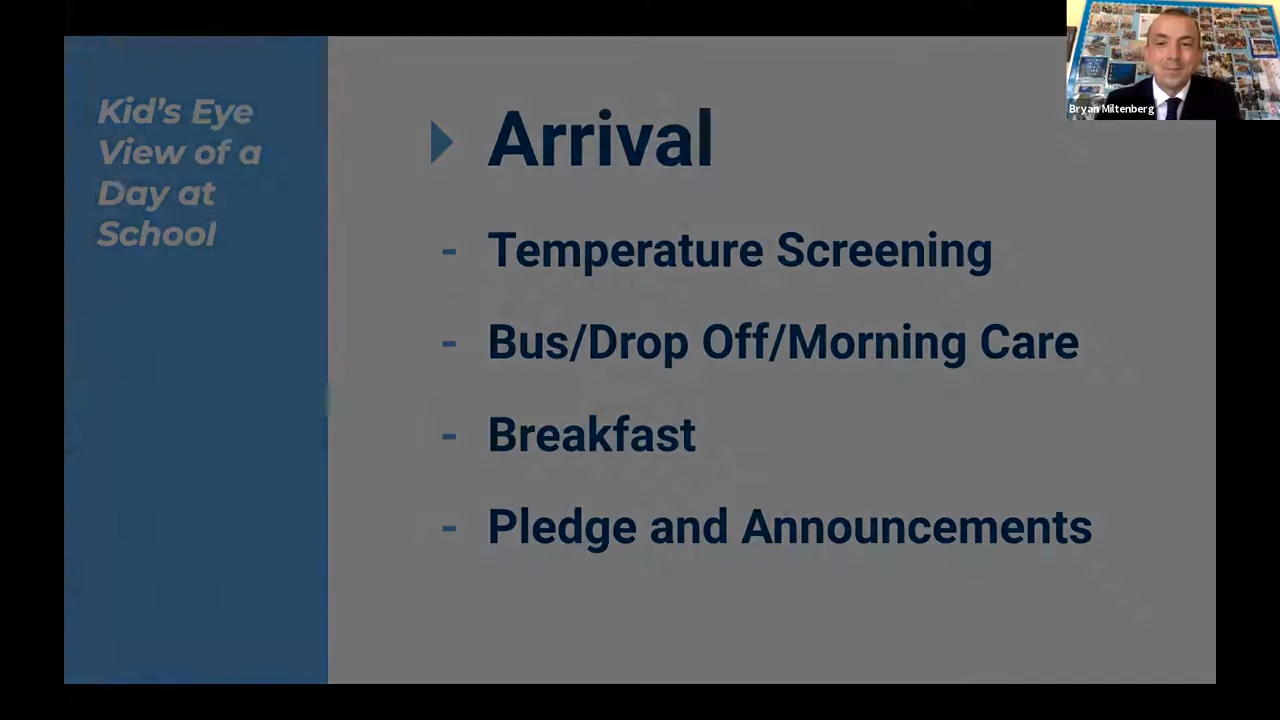 Kid's Eye
View of a
Day at
School
Arrival
- Temperature Screening
- Bus/Drop Off/Morning Care
- Breakfast
- Pledge and Announcements
Bryan Miltenberg